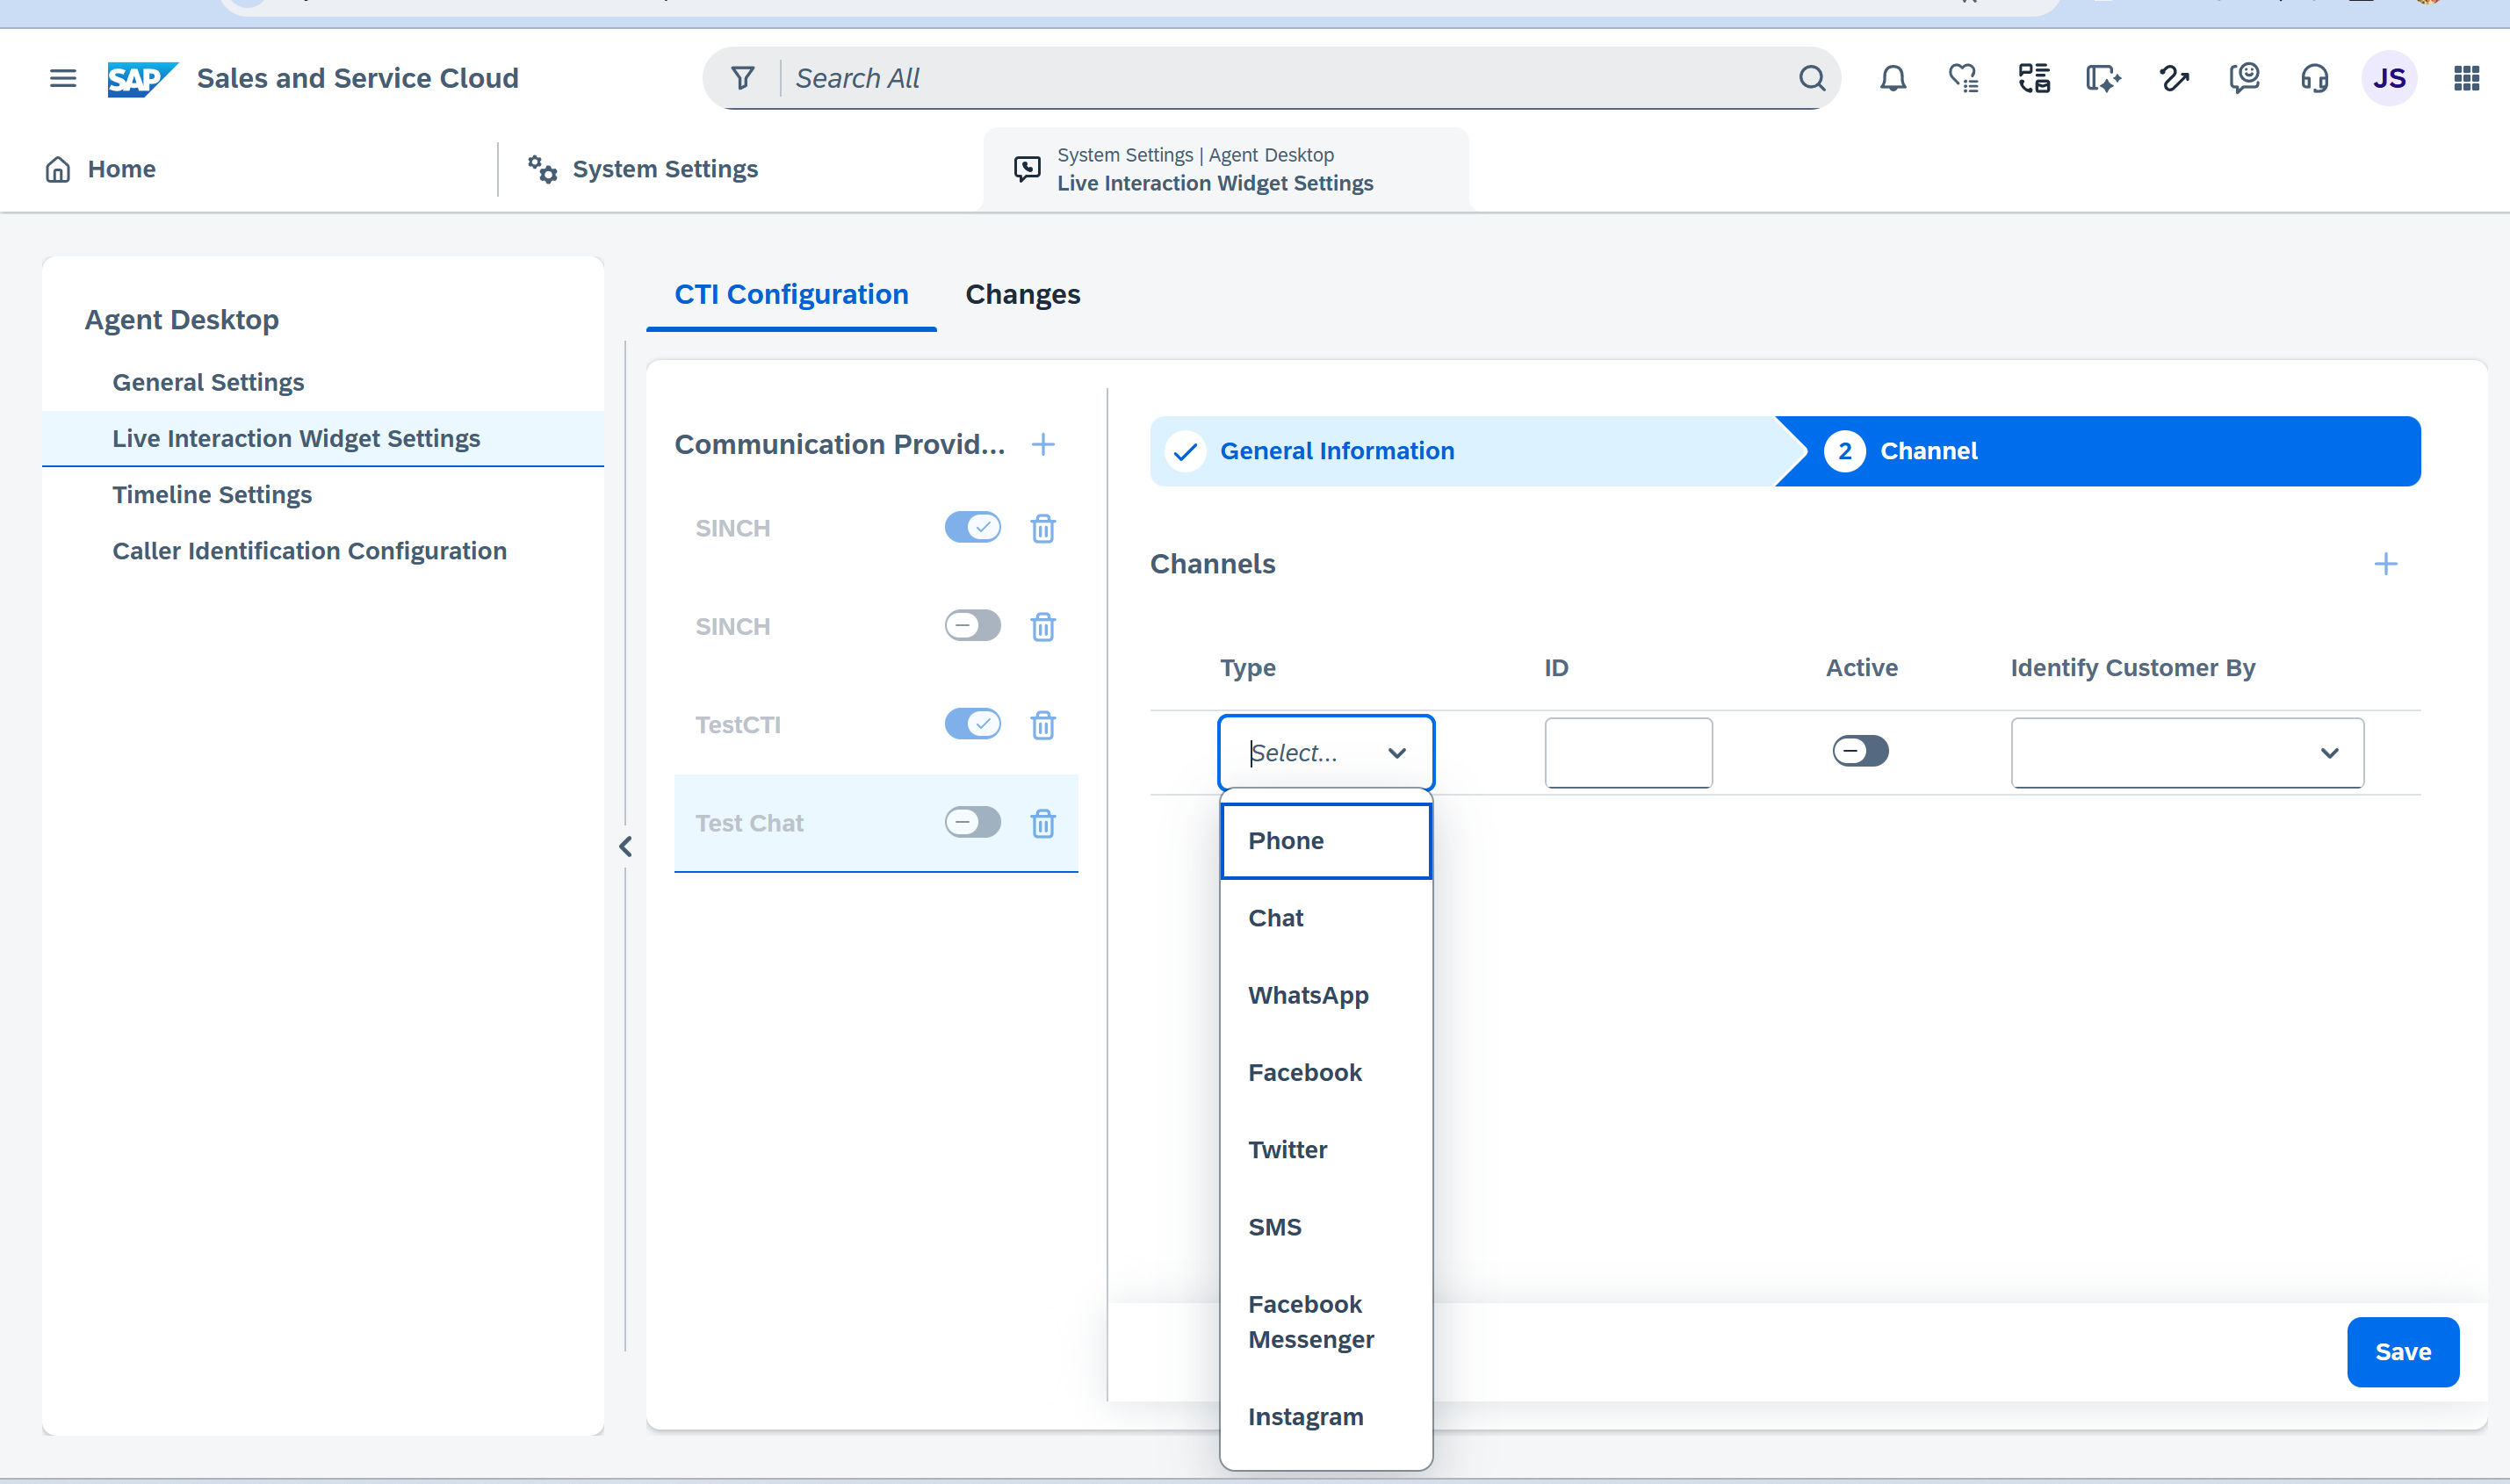 SAP
Sales and Service Cloud
Search All
JS
Home
System Settings
System Settings | Agent Desktop
Live Interaction Widget Settings
Agent Desktop
General Settings
Live Interaction Widget Settings
Timeline Settings
Caller Identification Configuration
CTI Configuration
Changes
Communication Provid...
SINCH
SINCH
TestCTI
Test Chat
General Information
2 Channel
Channels
Type
ID
Active
Identify Customer By
Select...
Phone
Chat
WhatsApp
Facebook
Twitter
SMS
Facebook
Messenger
Instagram
Save